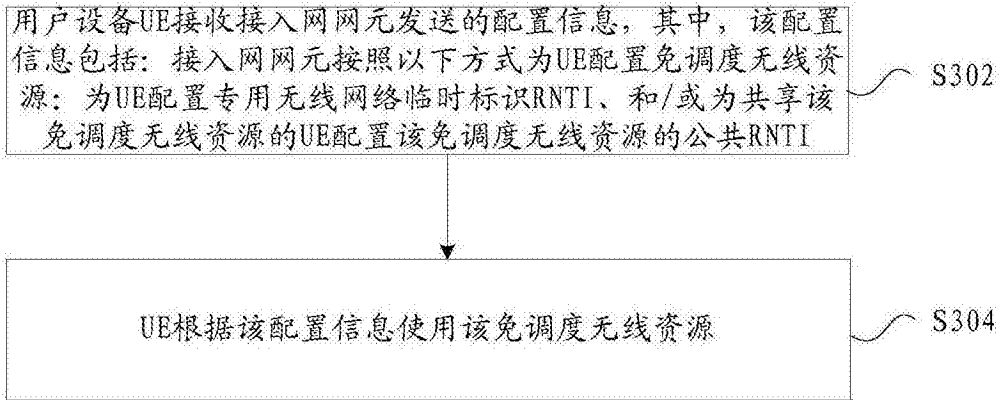 用户设备UE接收接入网网元发送的配置信息, 其中, 该配置
信息包括: 接入网网元按照以下方式为UE配置免调度无线资
源: 为UE配置专用无线网络临时标识RNTI、和/或为共享该
免调度无线资源的UE配置该免调度无线资源的公共RNTI
S302
UE根据该配置信息使用该免调度无线资源
S304